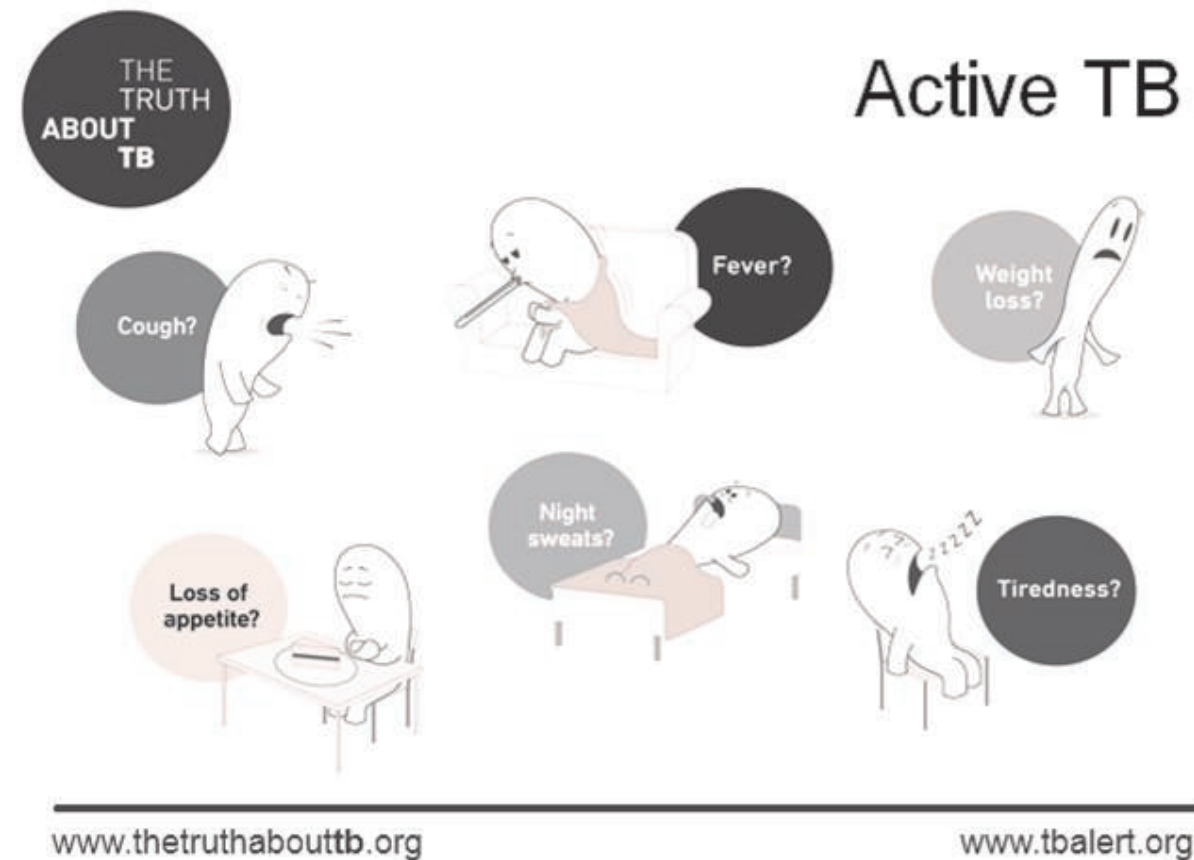 THE
TRUTH
ABOUT
TB
Active TB
Cough?
Fever?
Weight
loss?
Loss of
appetite?
Night
sweats?
zzzzz
Tiredness?
www.thetruthabouttb.org
www.tbalert.org